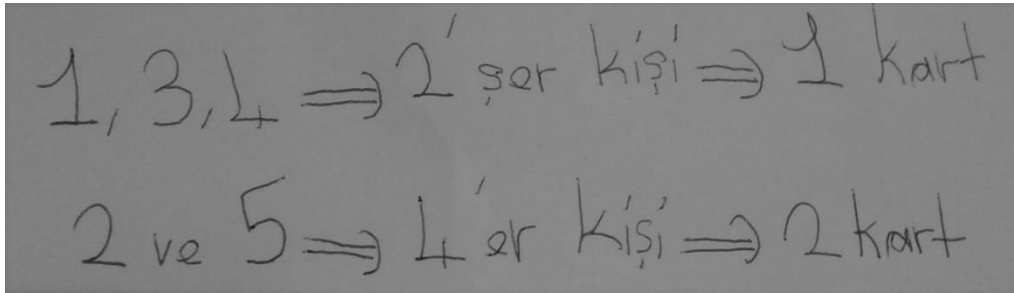 1, 3, 4 ⇒ 2'şer kişi ⇒ 1 kart
2 ve 5 ⇒ 4'er kişi ⇒ 2 kart